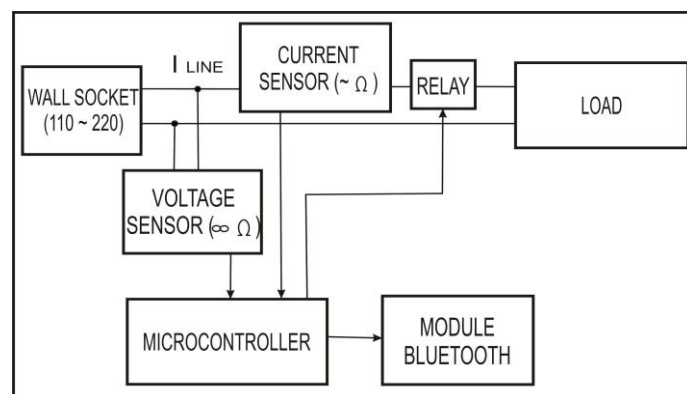 I LINE
CURRENT
SENSOR (~ Ω)
RELAY
WALL SOCKET
(110 ~ 220)
LOAD
VOLTAGE
SENSOR (∞ Ω)
MICROCONTROLLER
MODULE
BLUETOOTH